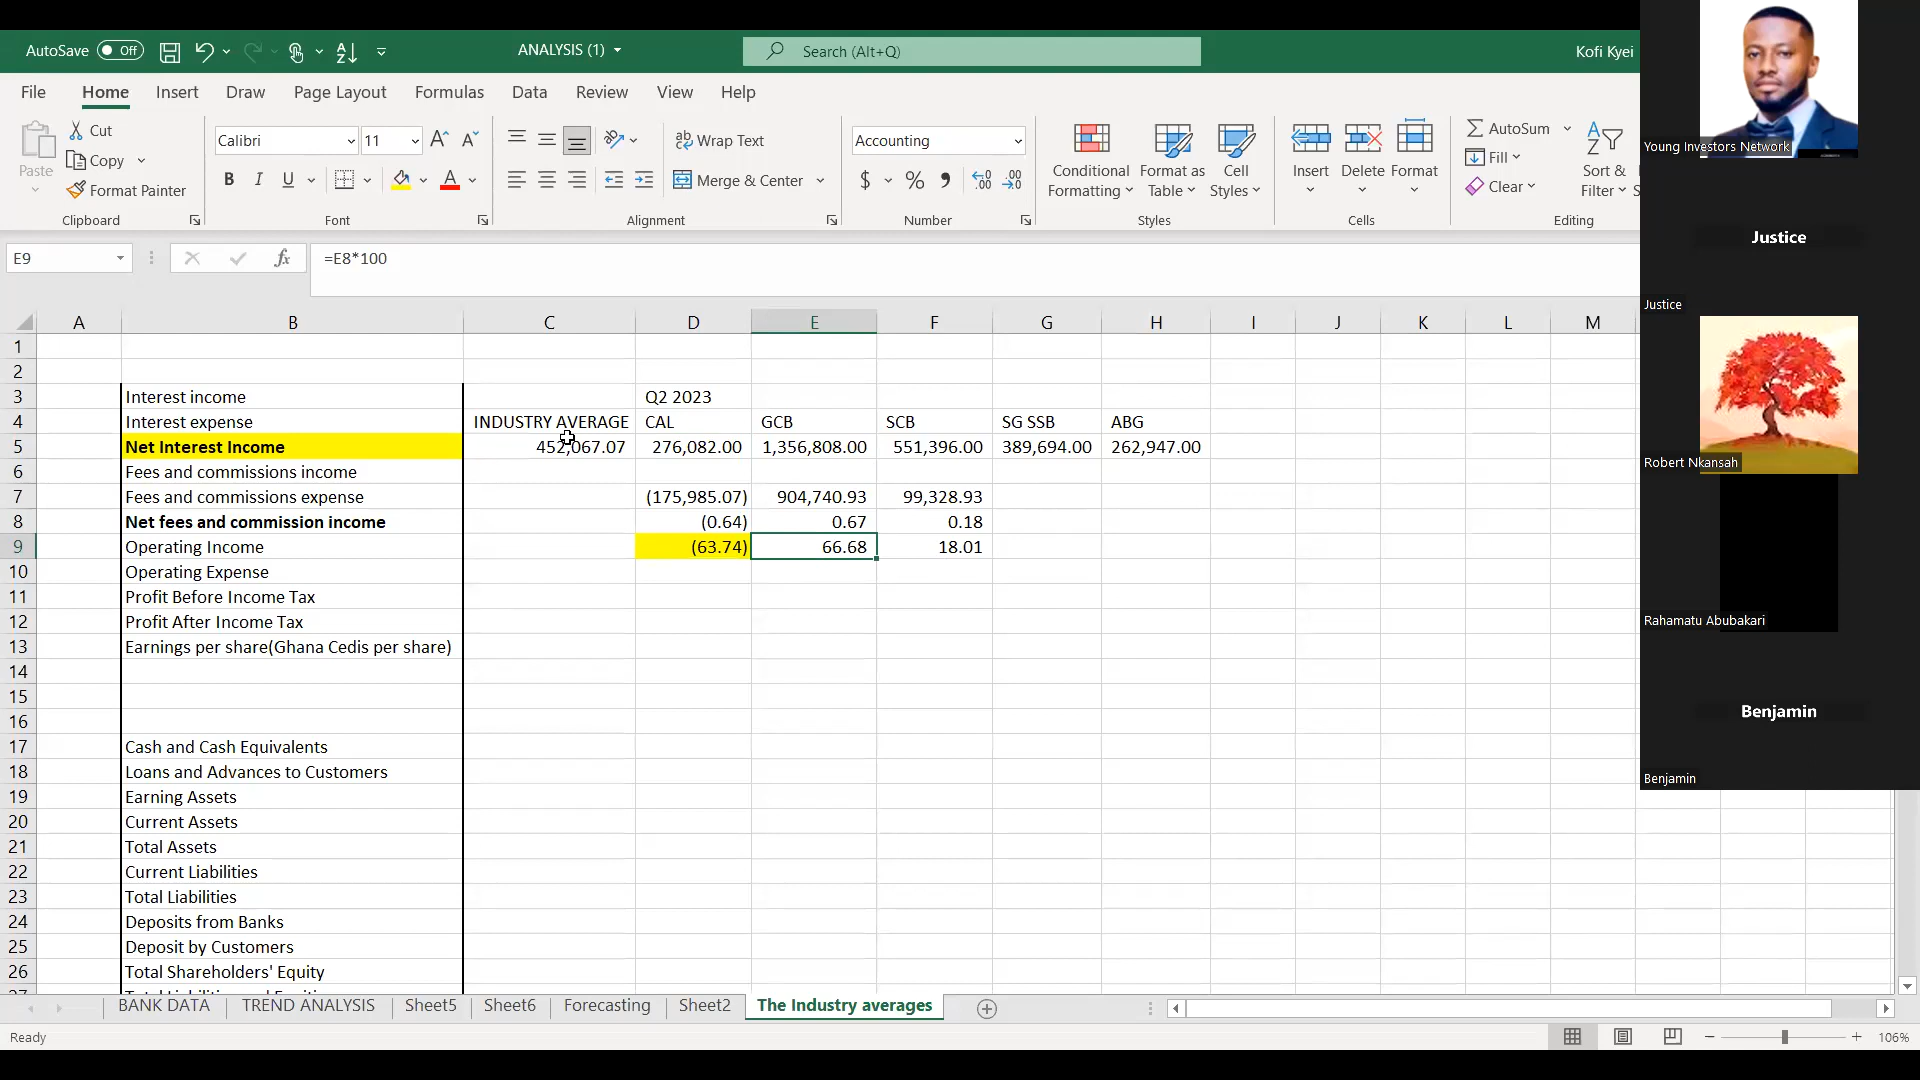 AutoSave Off
ANALYSIS (1)
Search (Alt+Q)
Kofi Kyei
File Home Insert Draw Page Layout Formulas Data Review View Help
Paste
Cut
Copy
Format Painter
Clipboard
Calibri 11
B I U
Font
Wrap Text
Merge & Center
Alignment
Accounting
$ % ,
Number
Conditional Formatting
Format as Table
Cell Styles
Styles
Insert Delete Format
Cells
AutoSum
Fill
Clear
Sort & Filter
Editing
E9 fx =E8*100
A B C D E F G H I J K L M
1
2
3 Interest income Q2 2023
4 Interest expense INDUSTRY AVERAGE CAL GCB SCB SG SSB ABG
5 Net Interest Income 452,067.07 276,082.00 1,356,808.00 551,396.00 389,694.00 262,947.00
6 Fees and commissions income
7 Fees and commissions expense (175,985.07) 904,740.93 99,328.93
8 Net fees and commission income (0.64) 0.67 0.18
9 Operating Income (63.74) 66.68 18.01
10 Operating Expense
11 Profit Before Income Tax
12 Profit After Income Tax
13 Earnings per share(Ghana Cedis per share)
14
15
16
17 Cash and Cash Equivalents
18 Loans and Advances to Customers
19 Earning Assets
20 Current Assets
21 Total Assets
22 Current Liabilities
23 Total Liabilities
24 Deposits from Banks
25 Deposit by Customers
26 Total Shareholders' Equity
BANK DATA TREND ANALYSIS Sheet5 Sheet6 Forecasting Sheet2 The Industry averages
Ready
106%
Young Investors Network
Justice
Justice
Robert Nkansah
Rahamatu Abubakari
Benjamin
Benjamin